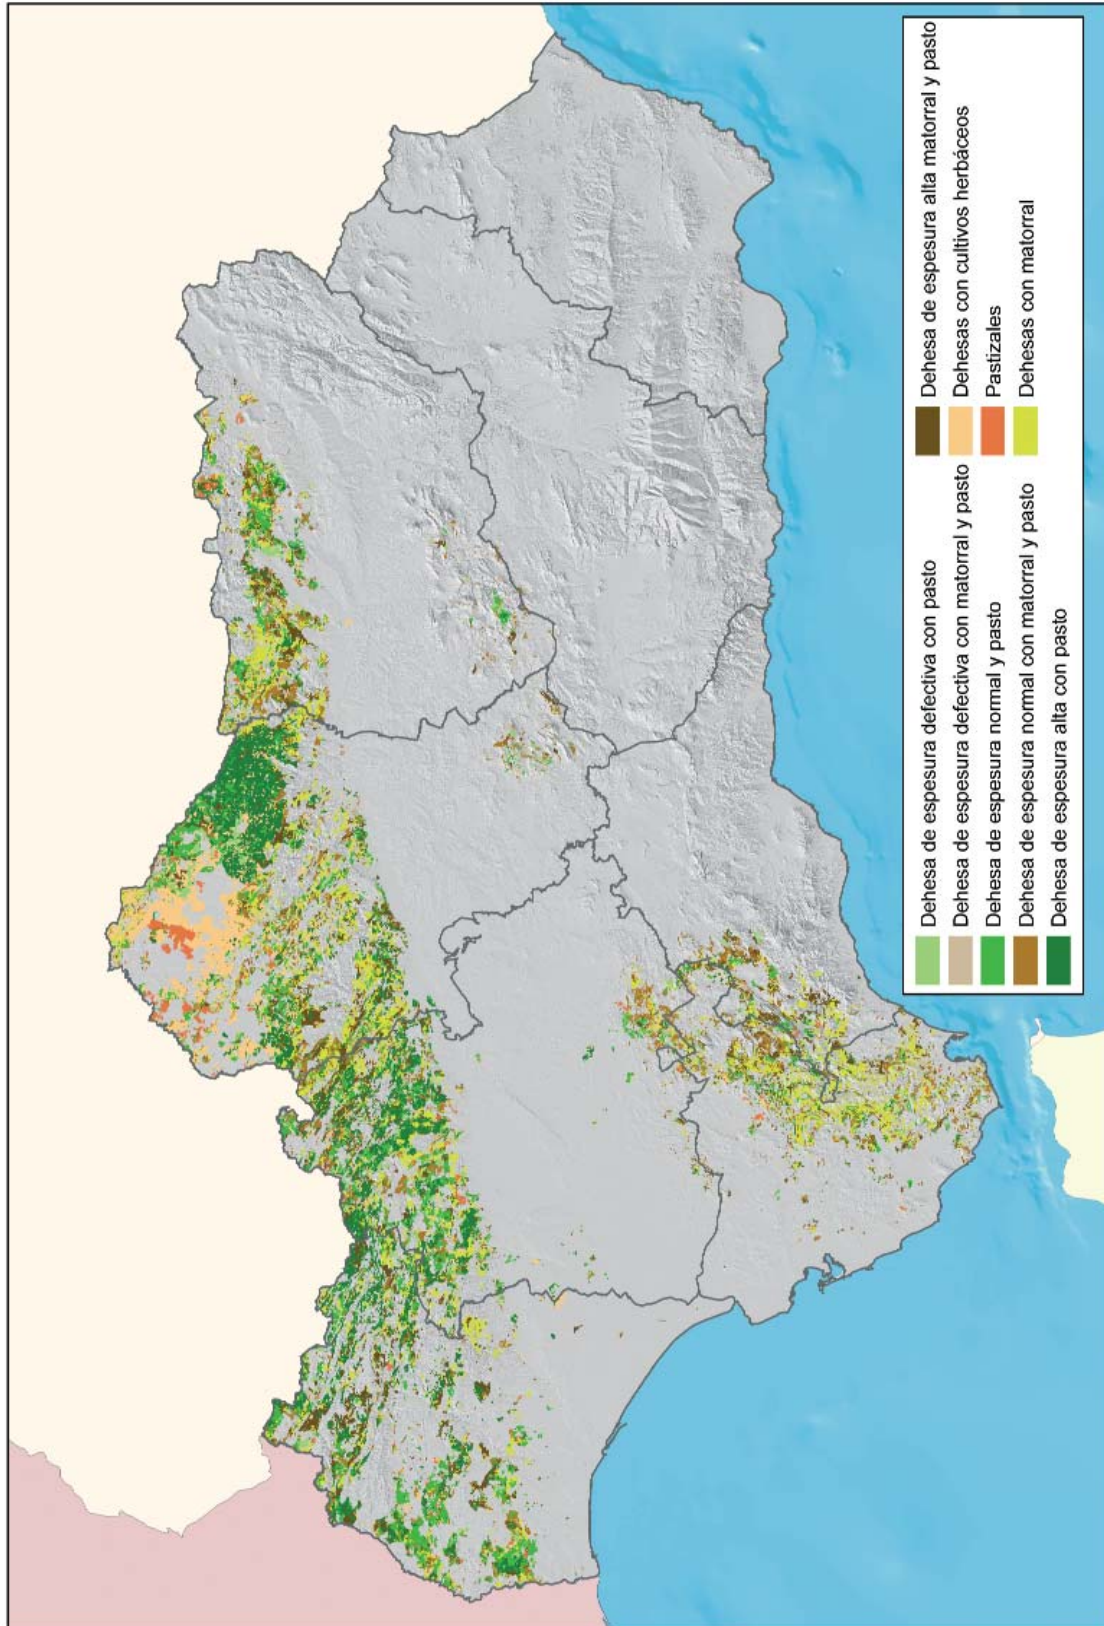 Dehesa de espesura defectiva con pasto
Dehesa de espesura defectiva con matorral y pasto
Dehesa de espesura normal y pasto
Dehesa de espesura normal con matorral y pasto
Dehesa de espesura alta con pasto
Dehesa de espesura alta matorral y pasto
Dehesas con cultivos herbáceos
Pastizales
Dehesas con matorral